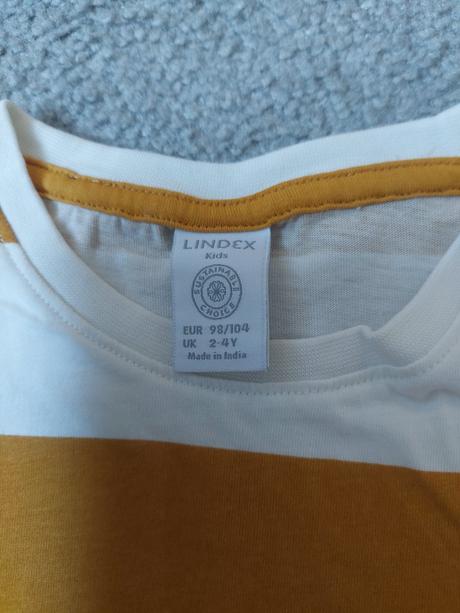 LINDEX
Kids
SUSTAINABLE
CHOICE
EUR 98/104
UK 2-4Y
Made in India